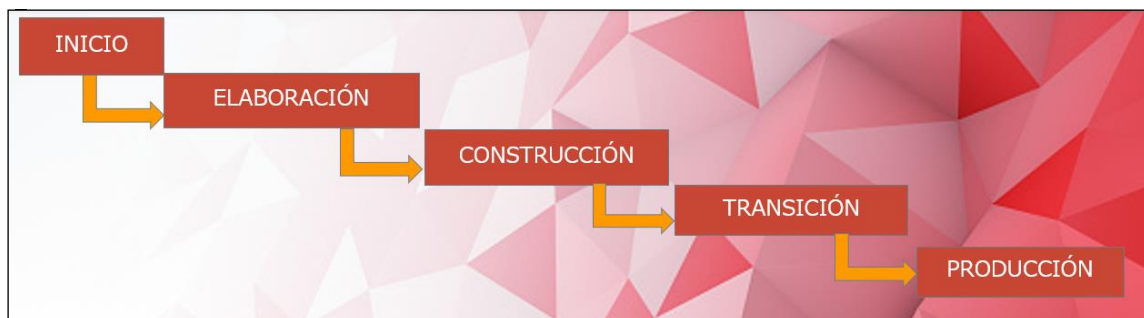 INICIO
ELABORACIÓN
CONSTRUCCIÓN
TRANSICIÓN
PRODUCCIÓN